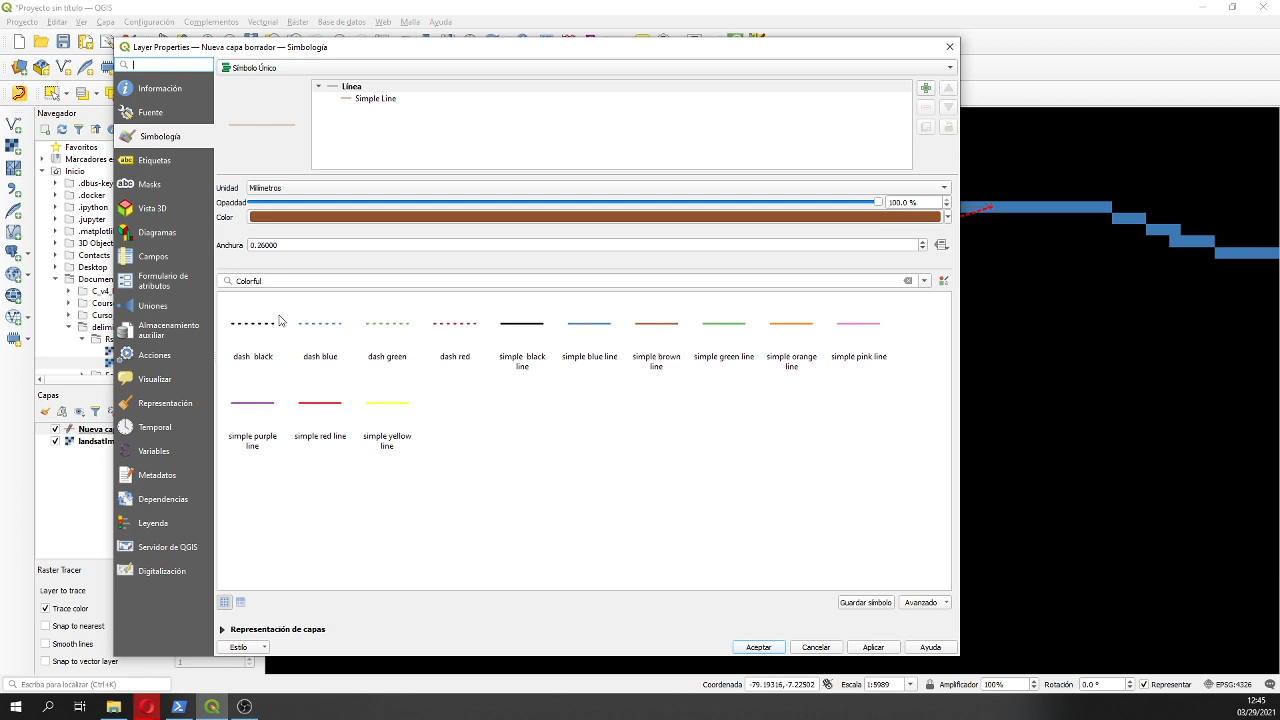 *Proyecto sin título — QGIS
Proyecto Editar Ver Capa Configuración Complementos Vectorial Ráster Base de datos Web Malla Ayuda
Layer Properties — Nueva capa borrador — Simbología
Información
Fuente
Simbología
Etiquetas
Masks
Vista 3D
Diagramas
Campos
Formulario de
atributos
Uniones
Almacenamiento
auxiliar
Acciones
Visualizar
Representación
Temporal
Variables
Metadatos
Dependencias
Leyenda
Servidor de QGIS
Digitalización
Símbolo Único
Línea
Simple Line
Unidad Milímetros
Opacidad 100.0 %
Color
Anchura 0.26000
Colorful
dash black
dash blue
dash green
dash red
simple black
line
simple blue line
simple brown
line
simple green line
simple orange
line
simple pink line
simple purple
line
simple red line
simple yellow
line
Guardar símbolo Avanzado
Representación de capas
Estilo Aceptar Cancelar Aplicar Ayuda
Navegador
Favoritos
Marcadores e
Inicio
.docker
.ipython
.jupyter
3D Object
Contacts
Desktop
C_v4_
Curso
delim
Capas
Nueva ca
Raster Tracer
Layer to trace
Trace color
Snap to nearest
Smooth lines
Snap to vector layer
1
Escriba para localizar (Ctrl+K)
Coordenada -79.19316,-7.22502 Escala 1:5989 Amplificador 100% Rotación 0.0 ° Representar EPSG:4326
12:45
03/29/2021